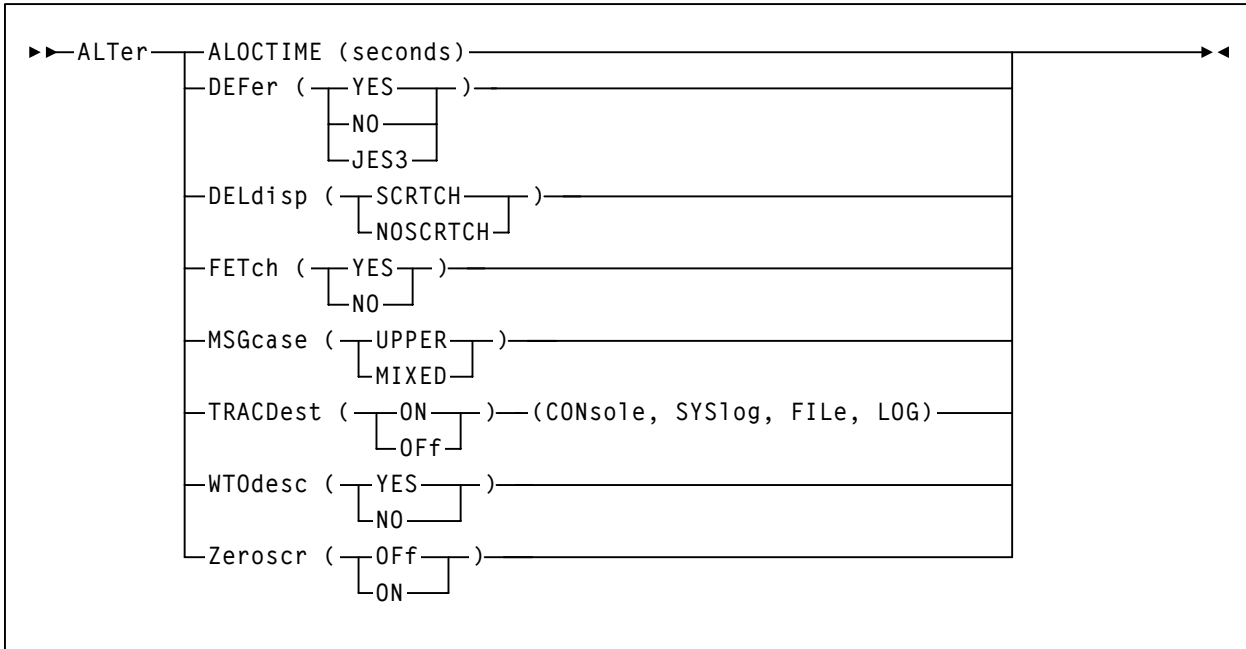 ALTer ALOCTIME (seconds)
DEFer ( YES )
NO
JES3
DELdisp ( SCRTCH )
NOSCRTCH
FETch ( YES )
NO
MSGcase ( UPPER )
MIXED
TRACDest ( ON ) (CONsole, SYSlog, FILe, LOG)
OFf
WTOdesc ( YES )
NO
Zeroscr ( OFf )
ON